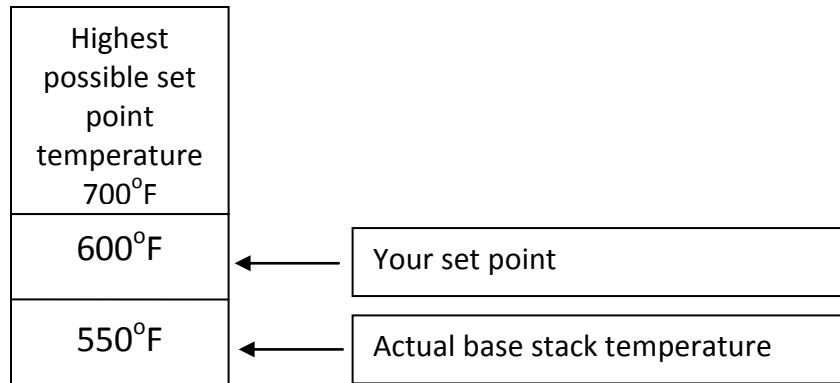 Highest
possible set
point
temperature
700°F
600°F
Your set point
550°F
Actual base stack temperature